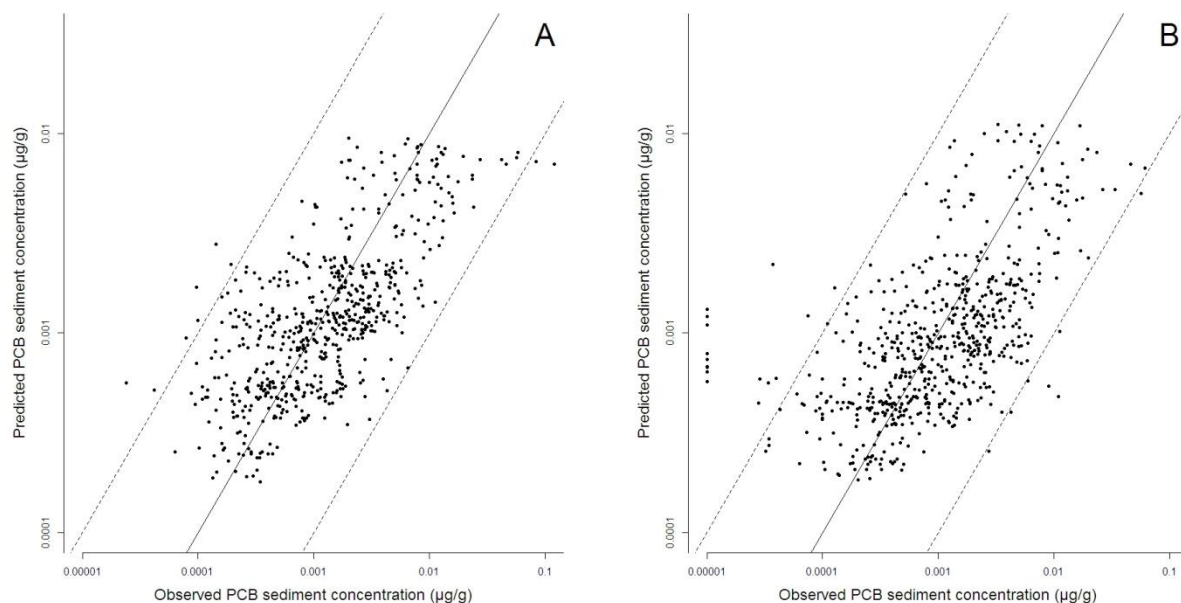 A
Predicted PCB sediment concentration (µg/g)
0.01
0.001
0.0001
0.00001 0.0001 0.001 0.01 0.1
Observed PCB sediment concentration (µg/g)
B
Predicted PCB sediment concentration (µg/g)
0.01
0.001
0.0001
0.00001 0.0001 0.001 0.01 0.1
Observed PCB sediment concentration (µg/g)